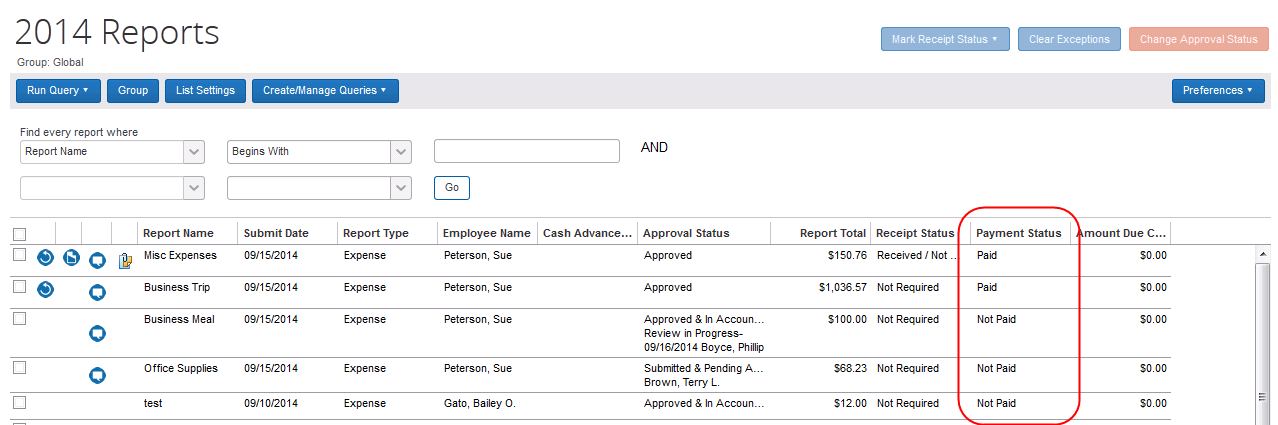 2014 Reports
Group: Global
Mark Receipt Status Clear Exceptions Change Approval Status
Run Query Group List Settings Create/Manage Queries Preferences
Find every report where
Report Name Begins With AND
Go
Report Name Submit Date Report Type Employee Name Cash Advance... Approval Status Report Total Receipt Status Payment Status Amount Due C...
Misc Expenses 09/15/2014 Expense Peterson, Sue Approved $150.76 Received / Not ... Paid $0.00
Business Trip 09/15/2014 Expense Peterson, Sue Approved $1,036.57 Not Required Paid $0.00
Business Meal 09/15/2014 Expense Peterson, Sue Approved & In Accoun... $100.00 Not Required Not Paid $0.00
Review in Progress-
09/16/2014 Boyce, Phillip
Office Supplies 09/15/2014 Expense Peterson, Sue Submitted & Pending A... $68.23 Not Required Not Paid $0.00
Brown, Terry L.
test 09/10/2014 Expense Gato, Bailey O. Approved & In Accoun... $12.00 Not Required Not Paid $0.00